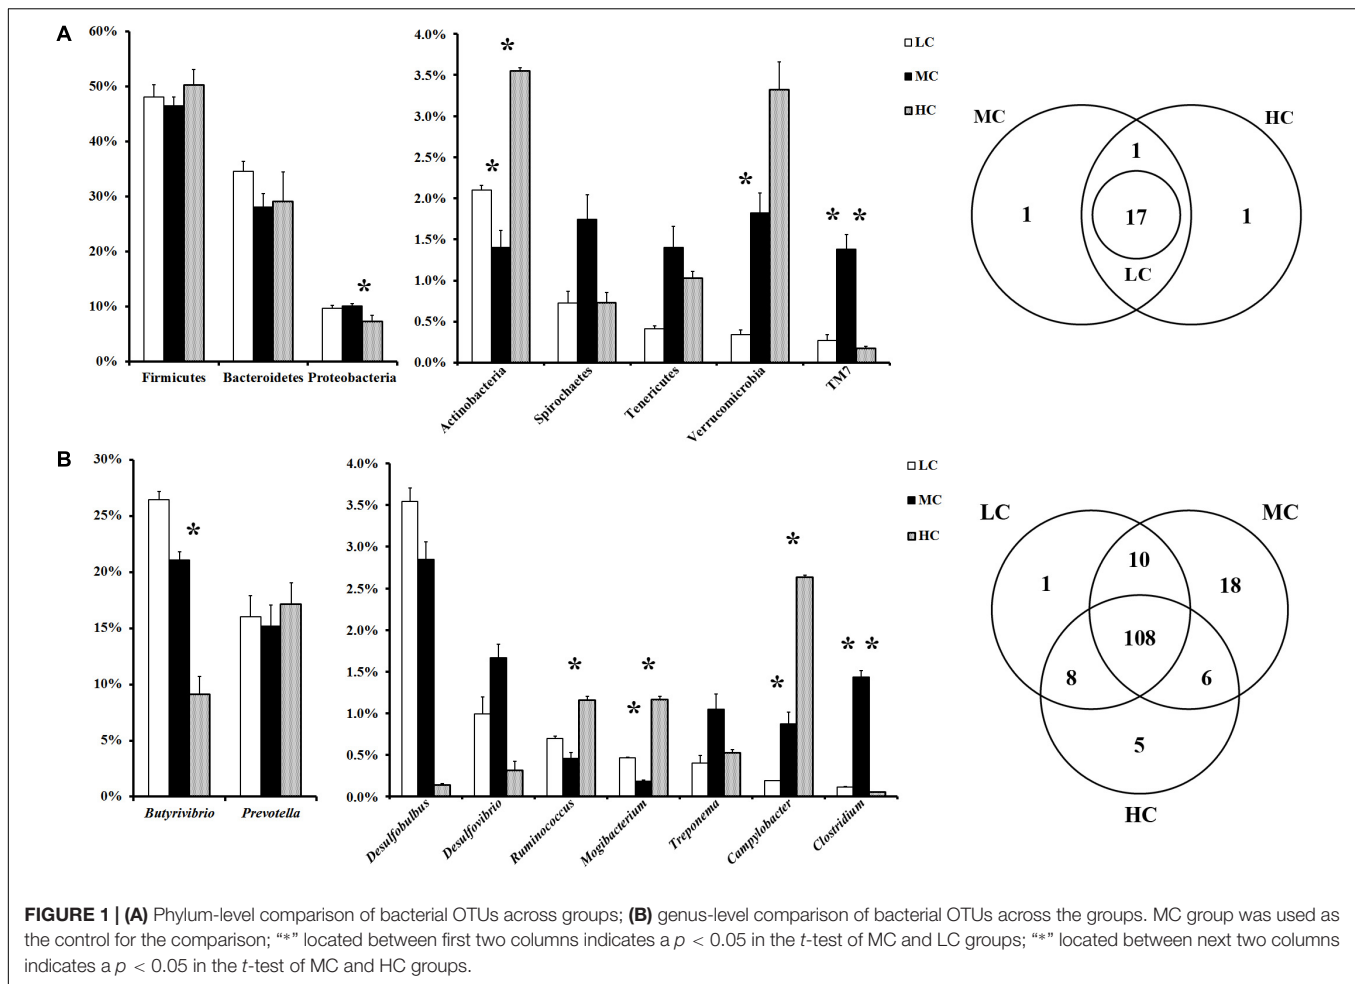 A
60%
50%
40%
30%
20%
10%
0%
*
Firmicutes Bacteroidetes Proteobacteria
4.0%
3.5%
3.0%
2.5%
2.0%
1.5%
1.0%
0.5%
0.0%
*
*
*
* *
Actinobacteria
Spirochaetes
Tenericutes
Verrucomicrobia
TM7
LC
MC
HC
MC
HC
1
1
17
1
LC
B
30%
25%
20%
15%
10%
5%
0%
*
Butyrivibrio Prevotella
4.0%
3.5%
3.0%
2.5%
2.0%
1.5%
1.0%
0.5%
0.0%
*
*
*
*
*
* *
Desulfobulbus
Desulfovibrio
Ruminococcus
Mogibacterium
Treponema
Campylobacter
Clostridium
LC
MC
HC
LC
MC
10
1
18
108
8
6
5
HC
FIGURE 1 | (A) Phylum-level comparison of bacterial OTUs across groups; (B) genus-level comparison of bacterial OTUs across the groups. MC group was used as
the control for the comparison; “*” located between first two columns indicates a p < 0.05 in the t-test of MC and LC groups; “*” located between next two columns
indicates a p < 0.05 in the t-test of MC and HC groups.